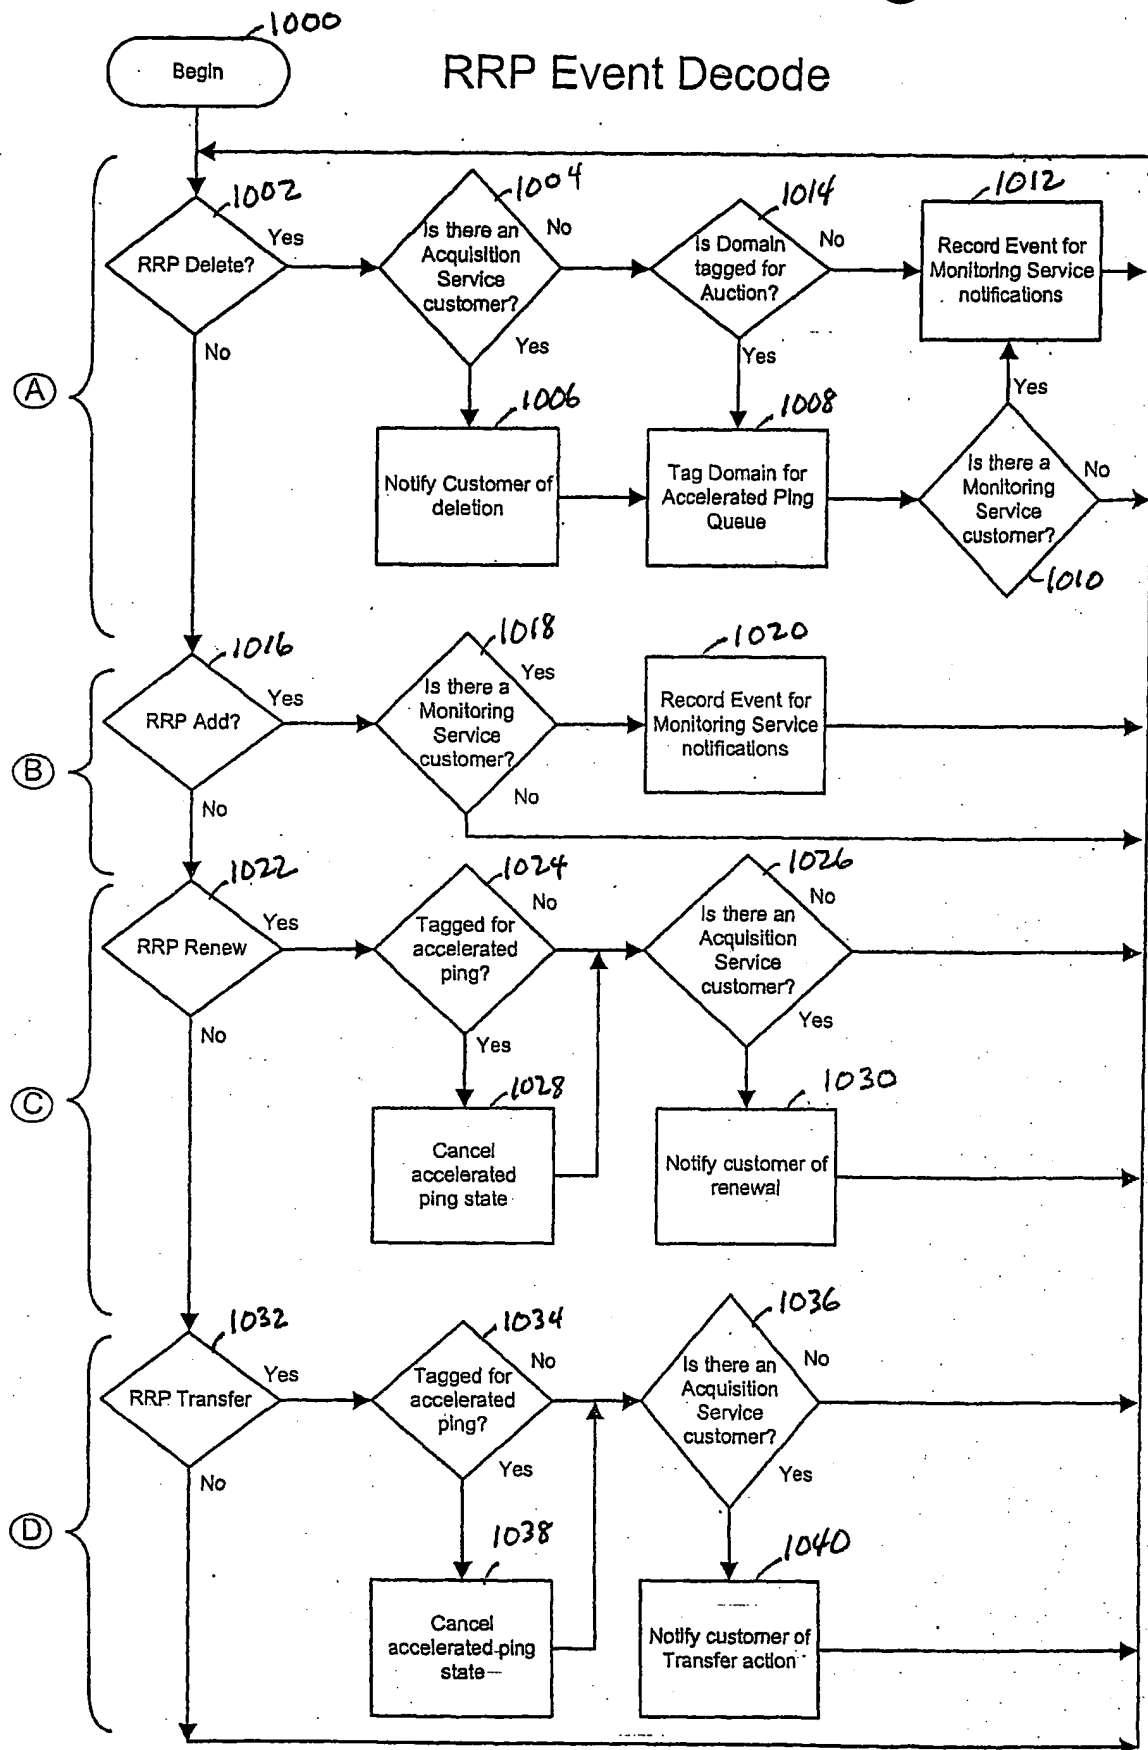 1000
Begin
RRP Event Decode
1002
RRP Delete?
Yes
No
1004
Is there an
Acquisition
Service
customer?
No
Yes
1014
Is Domain
tagged for
Auction?
No
Yes
1012
Record Event for
Monitoring Service
notifications
A
1006
Notify Customer of
deletion
1008
Tag Domain for
Accelerated Ping
Queue
Yes
Is there a
Monitoring
Service
customer?
No
1010
1016
RRP Add?
Yes
No
1018
Is there a
Monitoring
Service
customer?
Yes
No
1020
Record Event for
Monitoring Service
notifications
B
1022
RRP Renew
Yes
No
1024
Tagged for
accelerated
ping?
No
Yes
1026
Is there an
Acquisition
Service
customer?
No
Yes
C
1028
Cancel
accelerated
ping state
1030
Notify customer of
renewal
1032
RRP Transfer
Yes
No
1034
Tagged for
accelerated
ping?
No
Yes
1036
Is there an
Acquisition
Service
customer?
No
Yes
D
1038
Cancel
accelerated ping
state
1040
Notify customer of
Transfer action